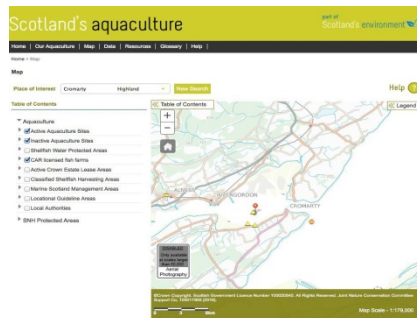 Scotland's aquaculture
part of
Scotland's environment
Home | Our Aquaculture | Map | Data | Resources | Glossary | Help |
Home > Map
Map
Place of Interest Cromarty Highland New Search Help ?
Table of Contents
Aquaculture
Active Aquaculture Sites
Inactive Aquaculture Sites
Shellfish Water Protected Areas
CAR licensed fish farms
Active Crown Estate Lease Areas
Classified Shellfish Harvesting Areas
Marine Scotland Management Areas
Locational Guideline Areas
Local Authorities
SNH Protected Areas
Table of Contents
Legend
+
−
ALNESS
INVERGORDON
CROMARTY
Aerial
Photography
Map Scale - 1:179,000